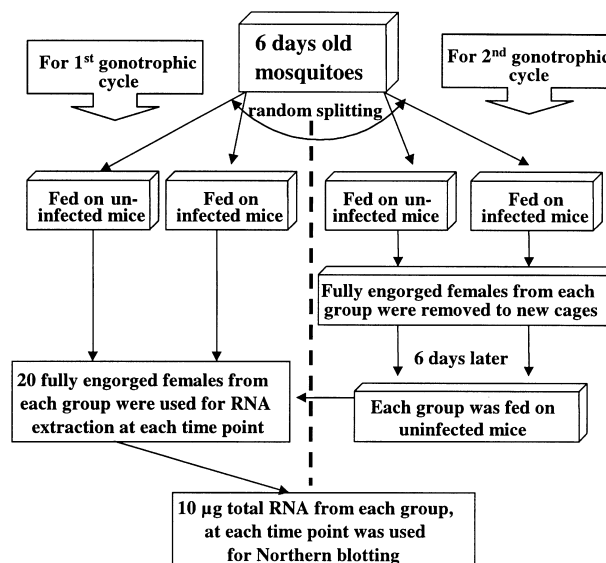 For 1st gonotrophic
cycle
6 days old
mosquitoes
For 2nd gonotrophic
cycle
random splitting
Fed on un-
infected mice
Fed on
infected mice
Fed on un-
infected mice
Fed on
infected mice
Fully engorged females from each
group were removed to new cages
6 days later
20 fully engorged females from
each group were used for RNA
extraction at each time point
Each group was fed on
uninfected mice
10 µg total RNA from each group,
at each time point was used
for Northern blotting